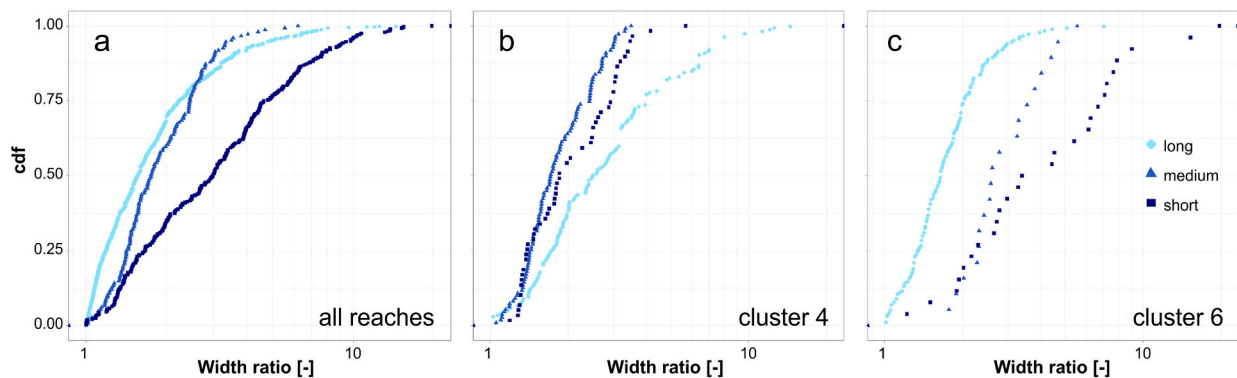 a
b
c
1.00
0.75
0.50
0.25
0.00
cdf
all reaches
cluster 4
cluster 6
long
medium
short
1 10
1 10
1 10
Width ratio [-]
Width ratio [-]
Width ratio [-]